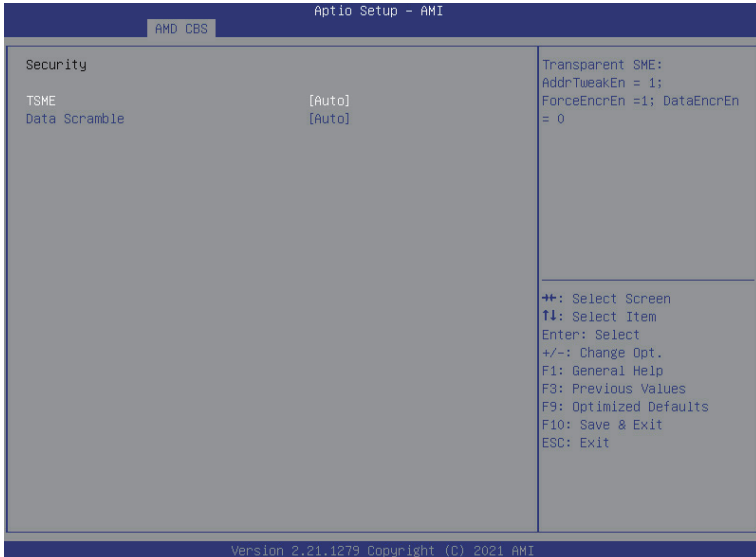 Aptio Setup – AMI
AMD CBS
Security
TSME [Auto]
Data Scramble [Auto]
Transparent SME:
AddrTweakEn = 1;
ForceEncrEn =1; DataEncrEn
= 0
→←: Select Screen
↑↓: Select Item
Enter: Select
+/-: Change Opt.
F1: General Help
F3: Previous Values
F9: Optimized Defaults
F10: Save & Exit
ESC: Exit
Version 2.21.1279 Copyright (C) 2021 AMI